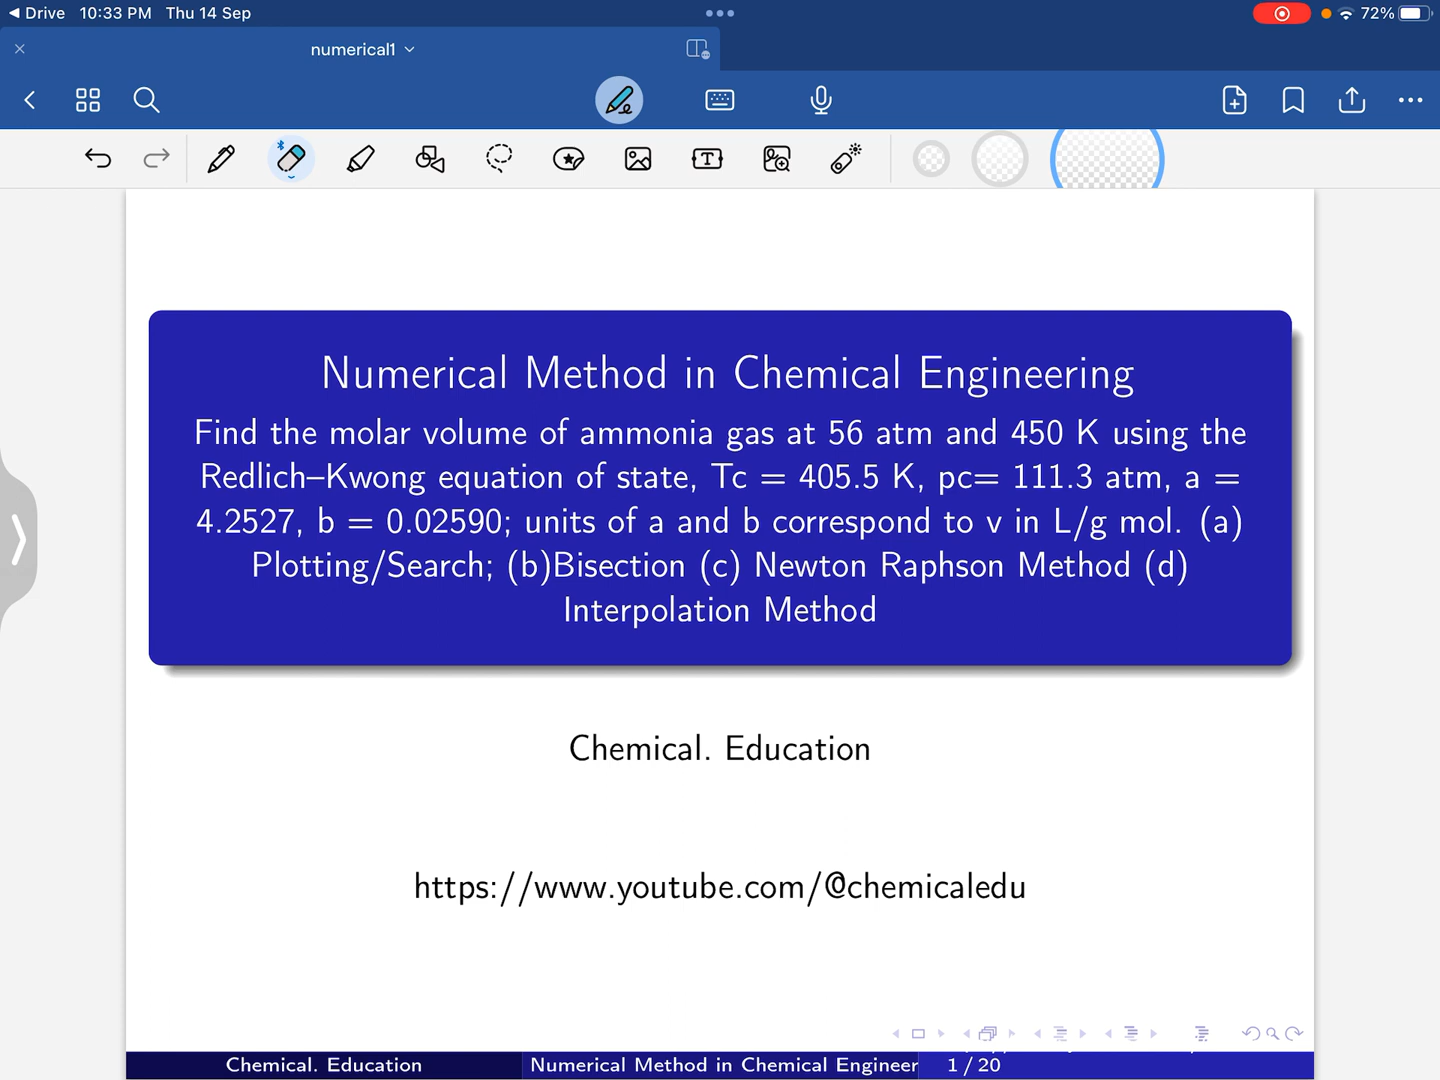 Drive 10:33 PM Thu 14 Sep
72%
numerical1
T
Numerical Method in Chemical Engineering
Find the molar volume of ammonia gas at 56 atm and 450 K using the
Redlich–Kwong equation of state, Tc = 405.5 K, pc= 111.3 atm, a =
4.2527, b = 0.02590; units of a and b correspond to v in L/g mol. (a)
Plotting/Search; (b)Bisection (c) Newton Raphson Method (d)
Interpolation Method
Chemical. Education
https://www.youtube.com/@chemicaledu
Chemical. Education Numerical Method in Chemical Engineer 1 / 20